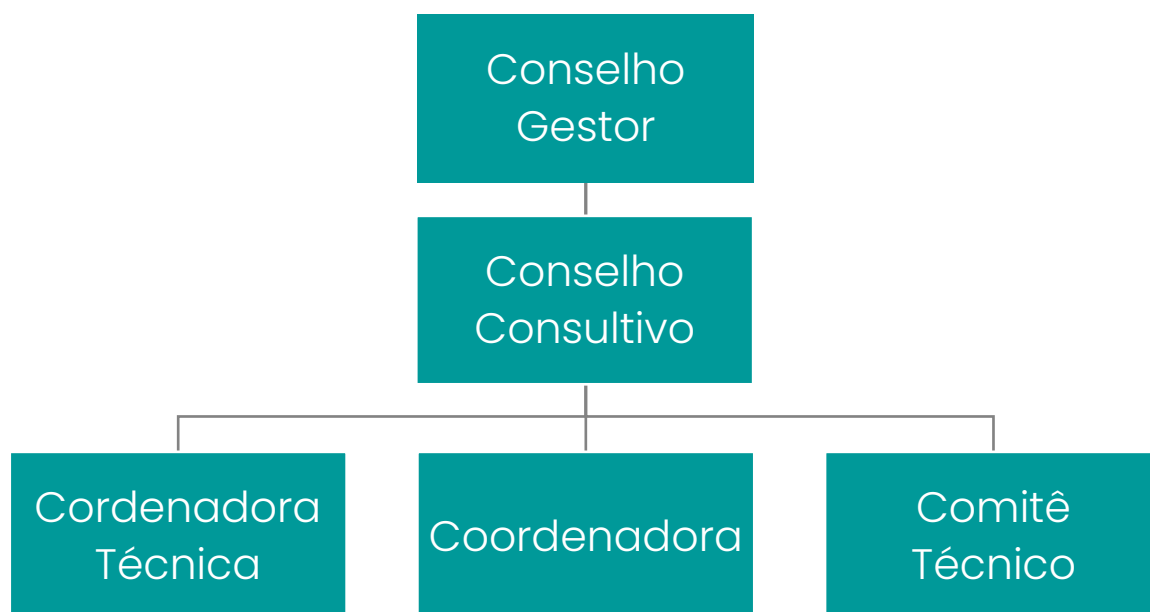 Conselho
Gestor
Conselho
Consultivo
Cordenadora
Técnica
Coordenadora
Comitê
Técnico